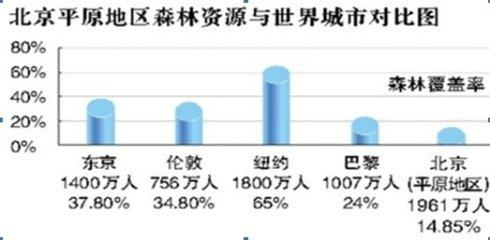 北京平原地区森林资源与世界城市对比图
80%
60%
40%
20%
0%
森林覆盖率
东京 伦敦 纽约 巴黎 北京
1400万人 756万人 1800万人 1007万人 (平原地区)
37.80% 34.80% 65% 24% 1961万人
14.85%